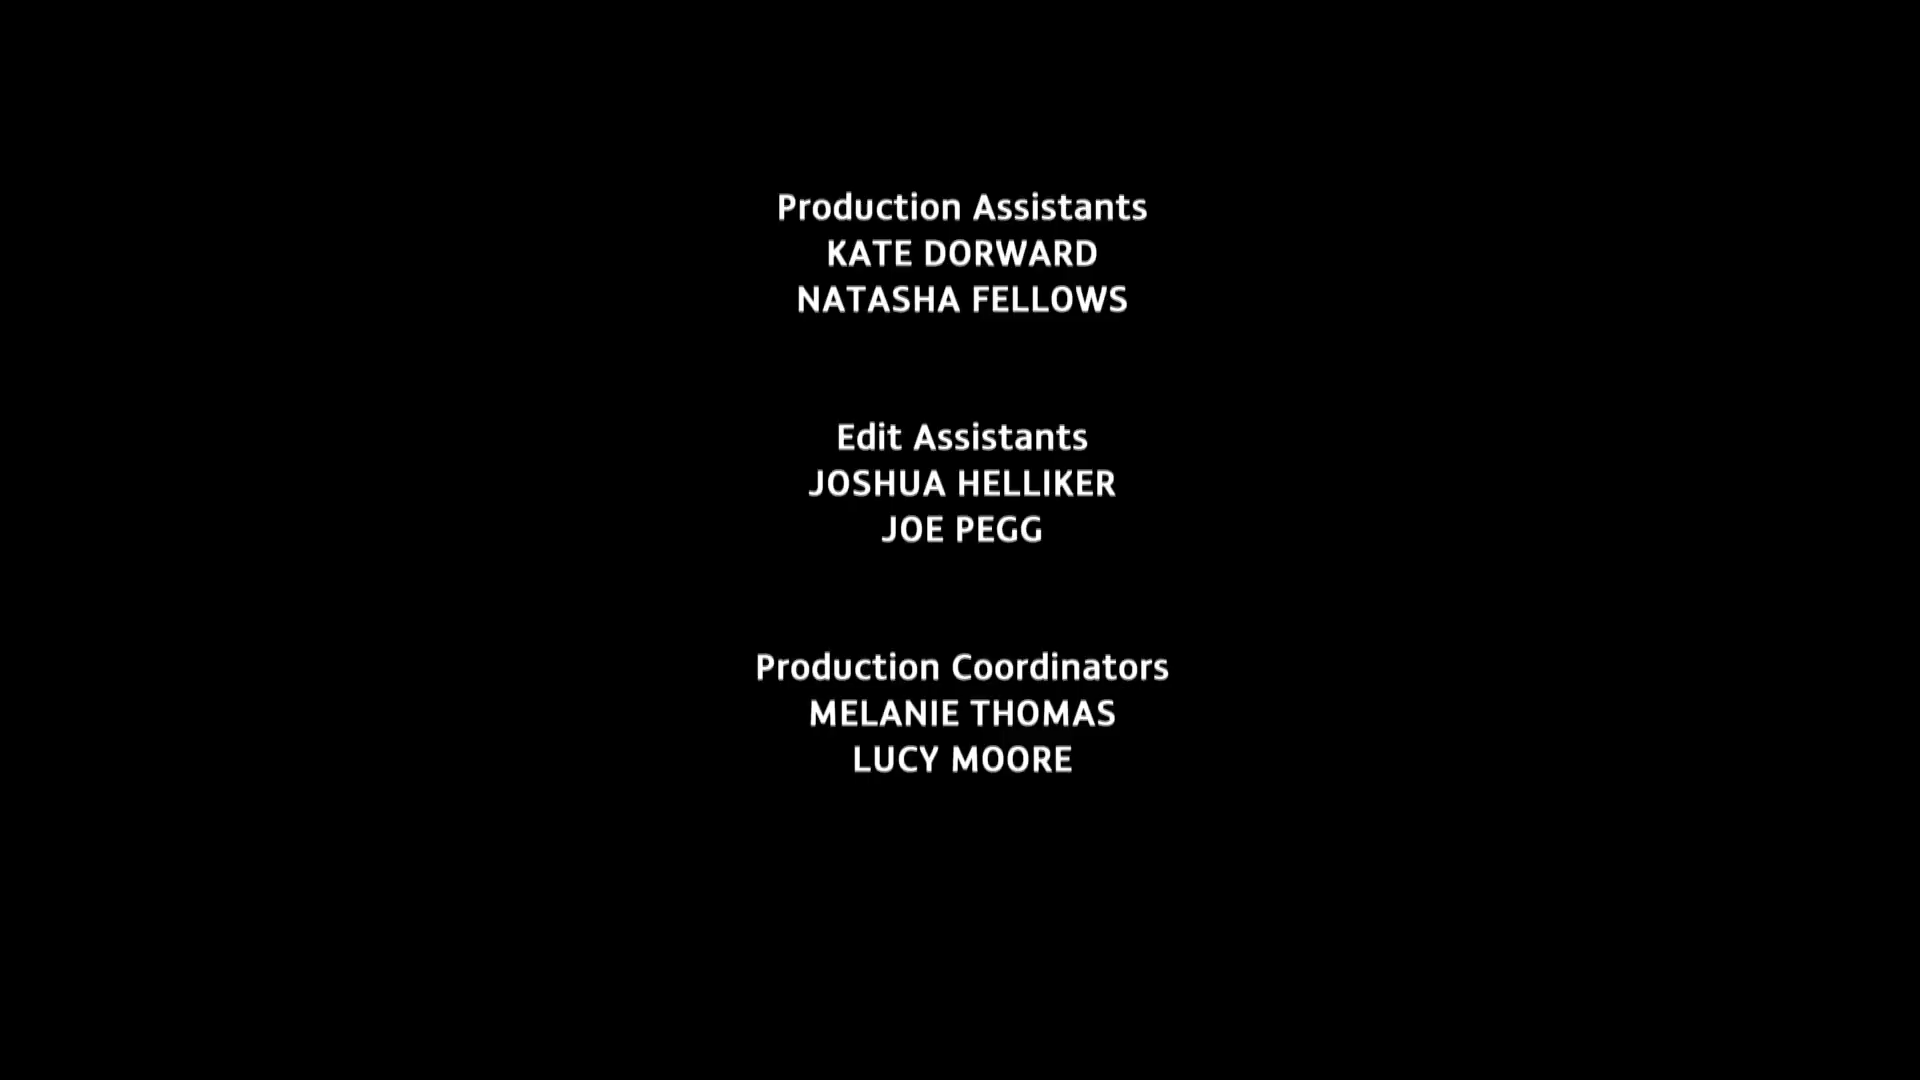 Production Assistants
KATE DORWARD
NATASHA FELLOWS
Edit Assistants
JOSHUA HELLIKER
JOE PEGG
Production Coordinators
MELANIE THOMAS
LUCY MOORE